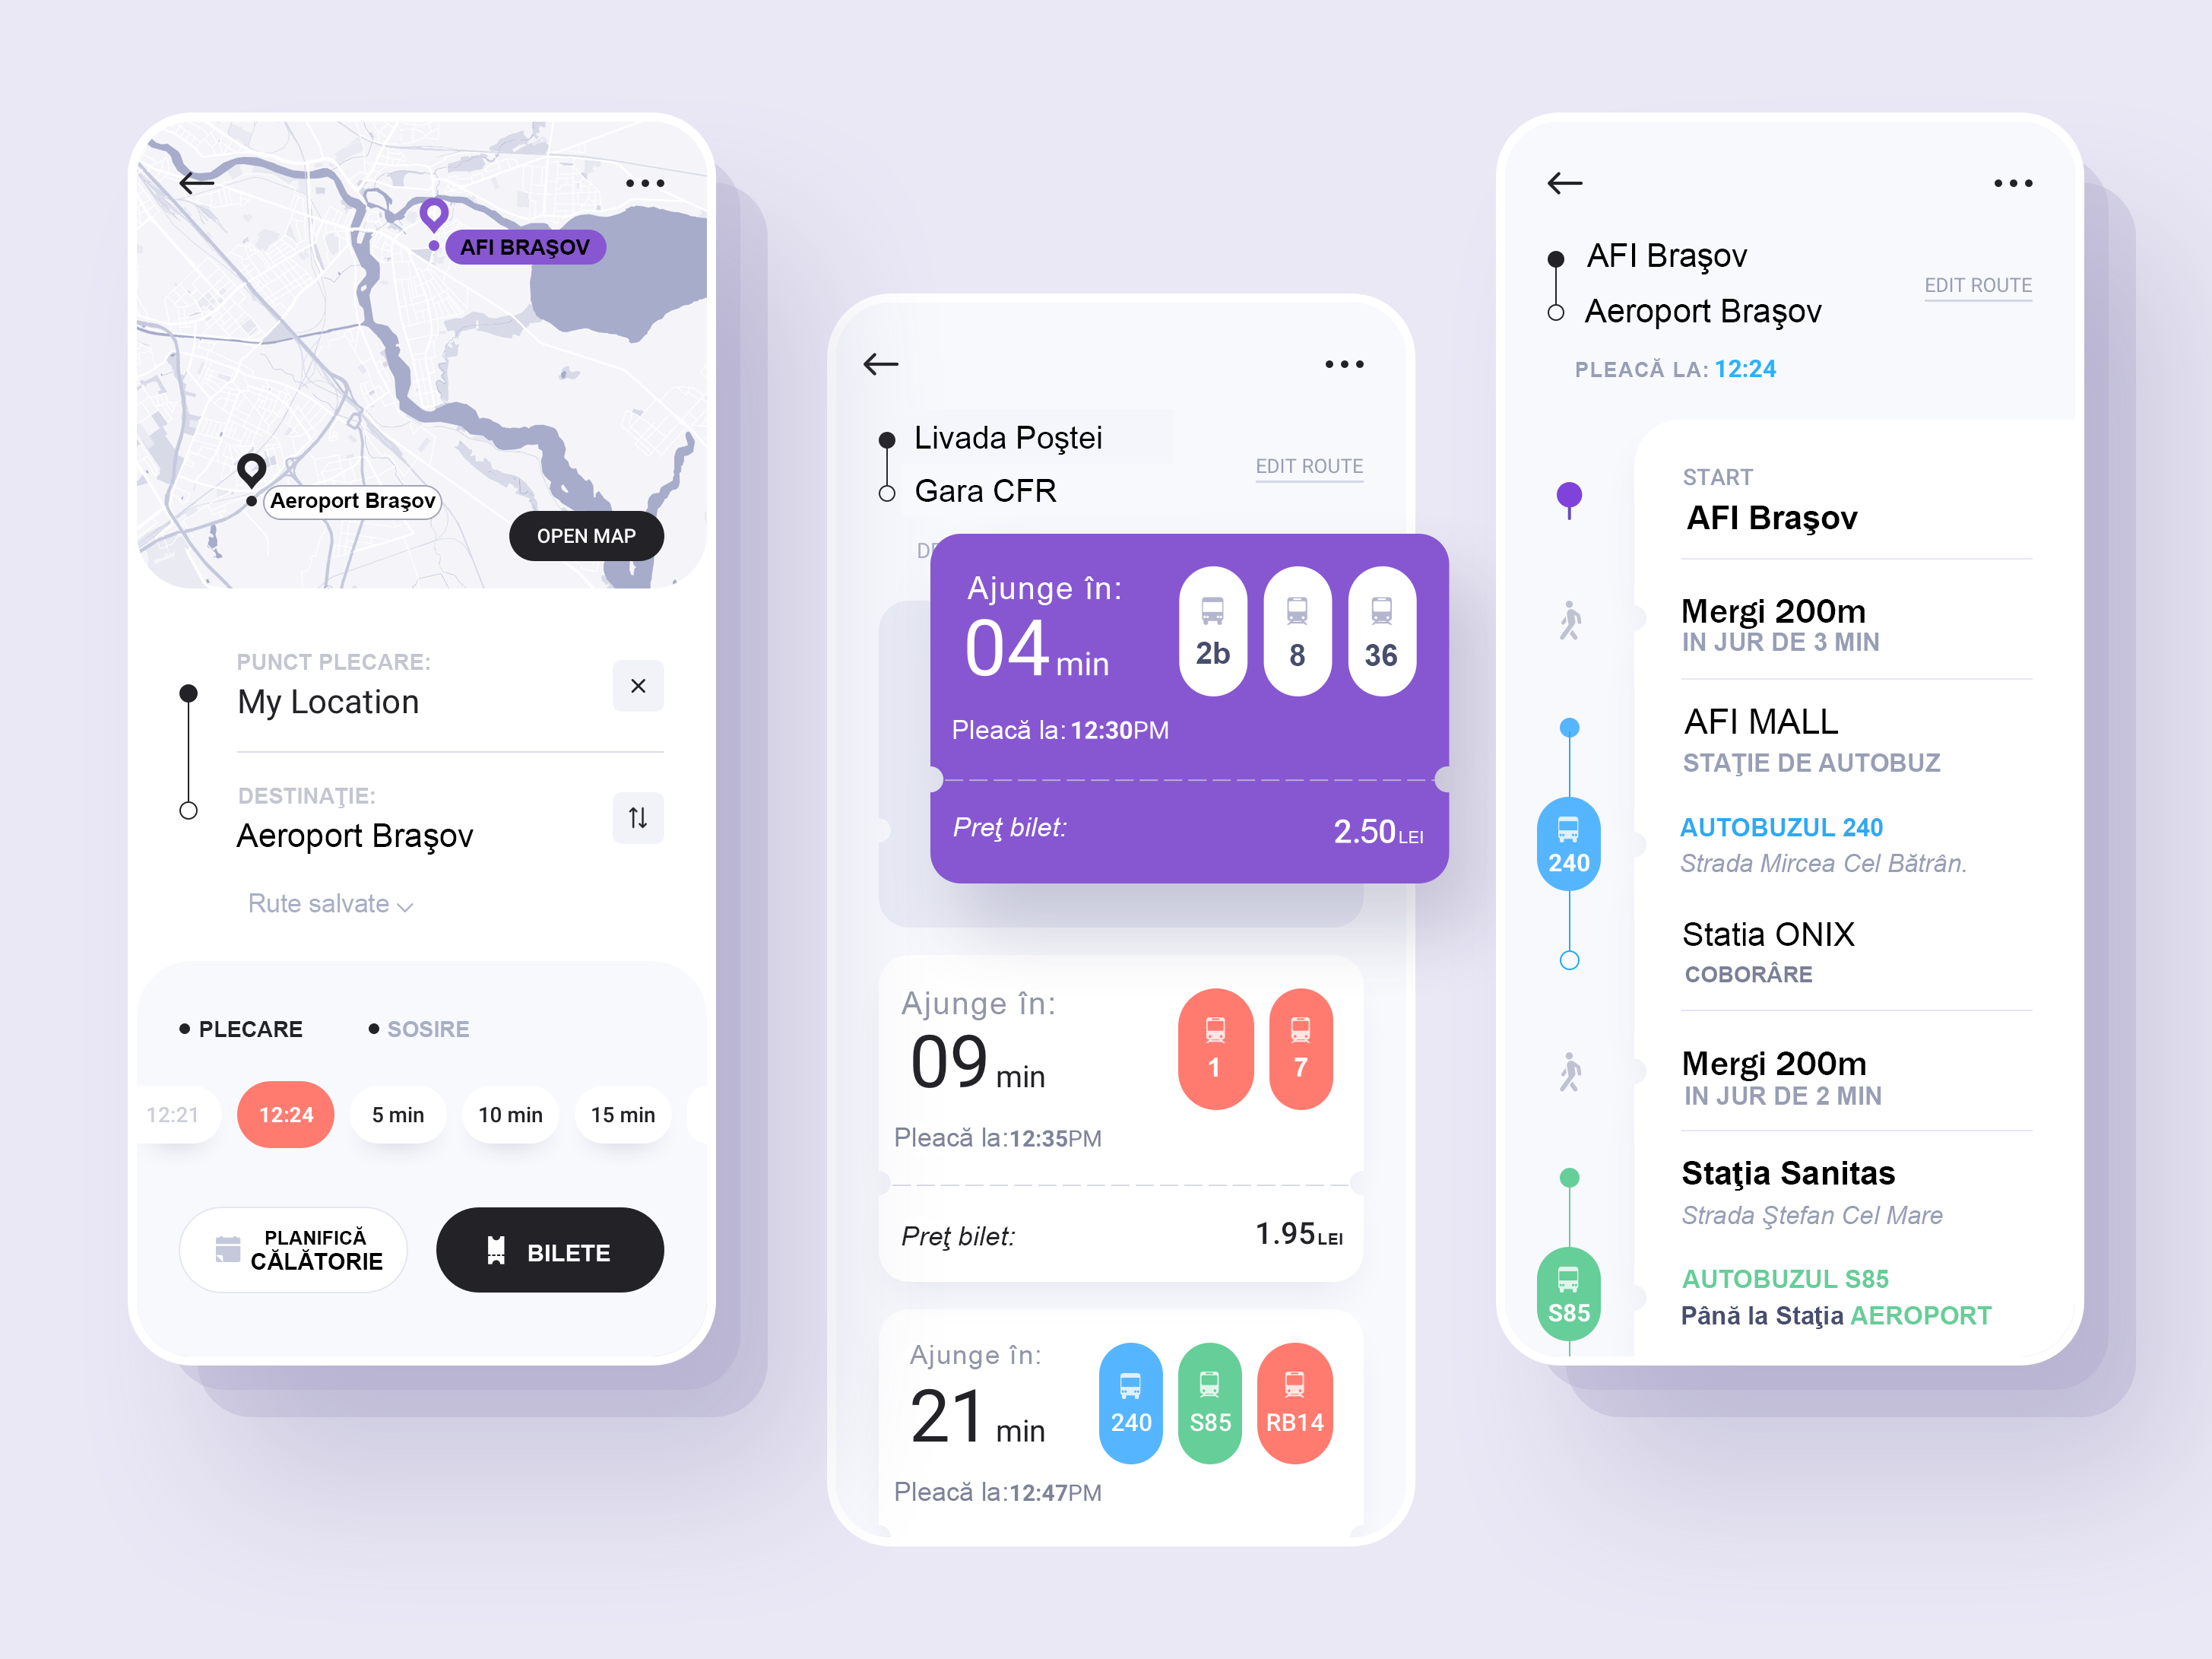 AFI BRAŞOV
Aeroport Braşov
OPEN MAP
PUNCT PLECARE:
My Location
DESTINAŢIE:
Aeroport Braşov
Rute salvate
PLECARE
SOSIRE
12:21
12:24
5 min
10 min
15 min
PLANIFICĂ
CĂLĂTORIE
BILETE
Livada Poştei
Gara CFR
EDIT ROUTE
Ajunge în:
04 min
2b
8
36
Pleacă la: 12:30PM
Preţ bilet:
2.50 LEI
Ajunge în:
09 min
1
7
Pleacă la:12:35PM
Preţ bilet:
1.95 LEI
Ajunge în:
21 min
240
S85
RB14
Pleacă la:12:47PM
AFI Braşov
Aeroport Braşov
EDIT ROUTE
PLEACĂ LA: 12:24
START
AFI Braşov
Mergi 200m
IN JUR DE 3 MIN
AFI MALL
STAŢIE DE AUTOBUZ
240
AUTOBUZUL 240
Strada Mircea Cel Bătrân.
Statia ONIX
COBORÂRE
Mergi 200m
IN JUR DE 2 MIN
Staţia Sanitas
Strada Ştefan Cel Mare
S85
AUTOBUZUL S85
Până la Staţia AEROPORT